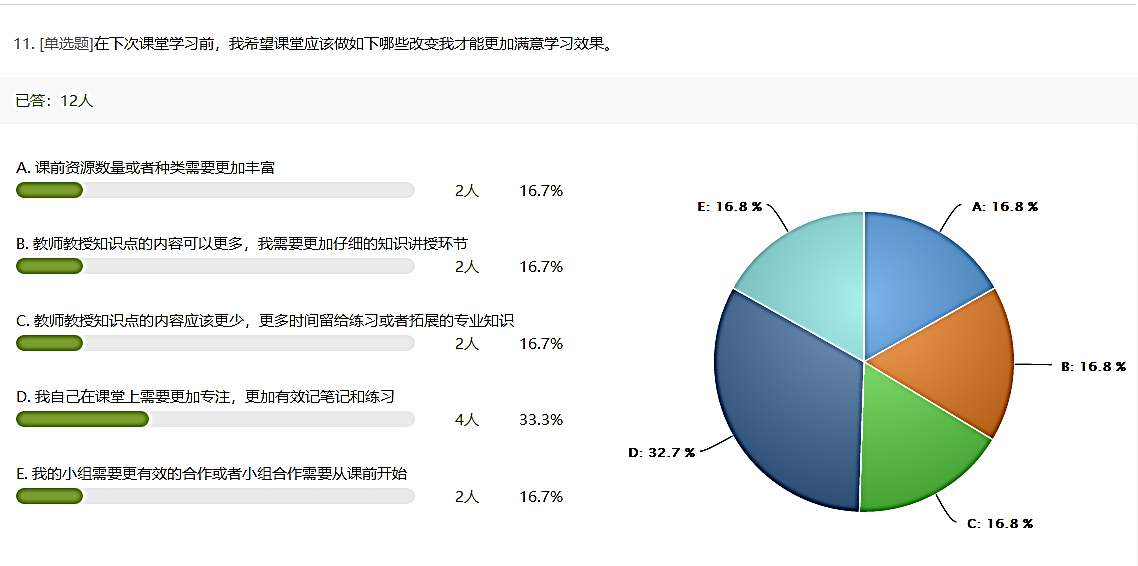 11. [单选题]在下次课堂学习前，我希望课堂应该做如下哪些改变我才能更加满意学习效果。
已答：12人
A. 课前资源数量或者种类需要更加丰富
2人 16.7%
B. 教师教授知识点的内容可以更多，我需要更加仔细的知识讲授环节
2人 16.7%
C. 教师教授知识点的内容应该更少，更多时间留给练习或者拓展的专业知识
2人 16.7%
D. 我自己在课堂上需要更加专注，更加有效记笔记和练习
4人 33.3%
E. 我的小组需要更有效的合作或者小组合作需要从课前开始
2人 16.7%
E: 16.8 %
A: 16.8 %
B: 16.8 %
D: 32.7 %
C: 16.8 %